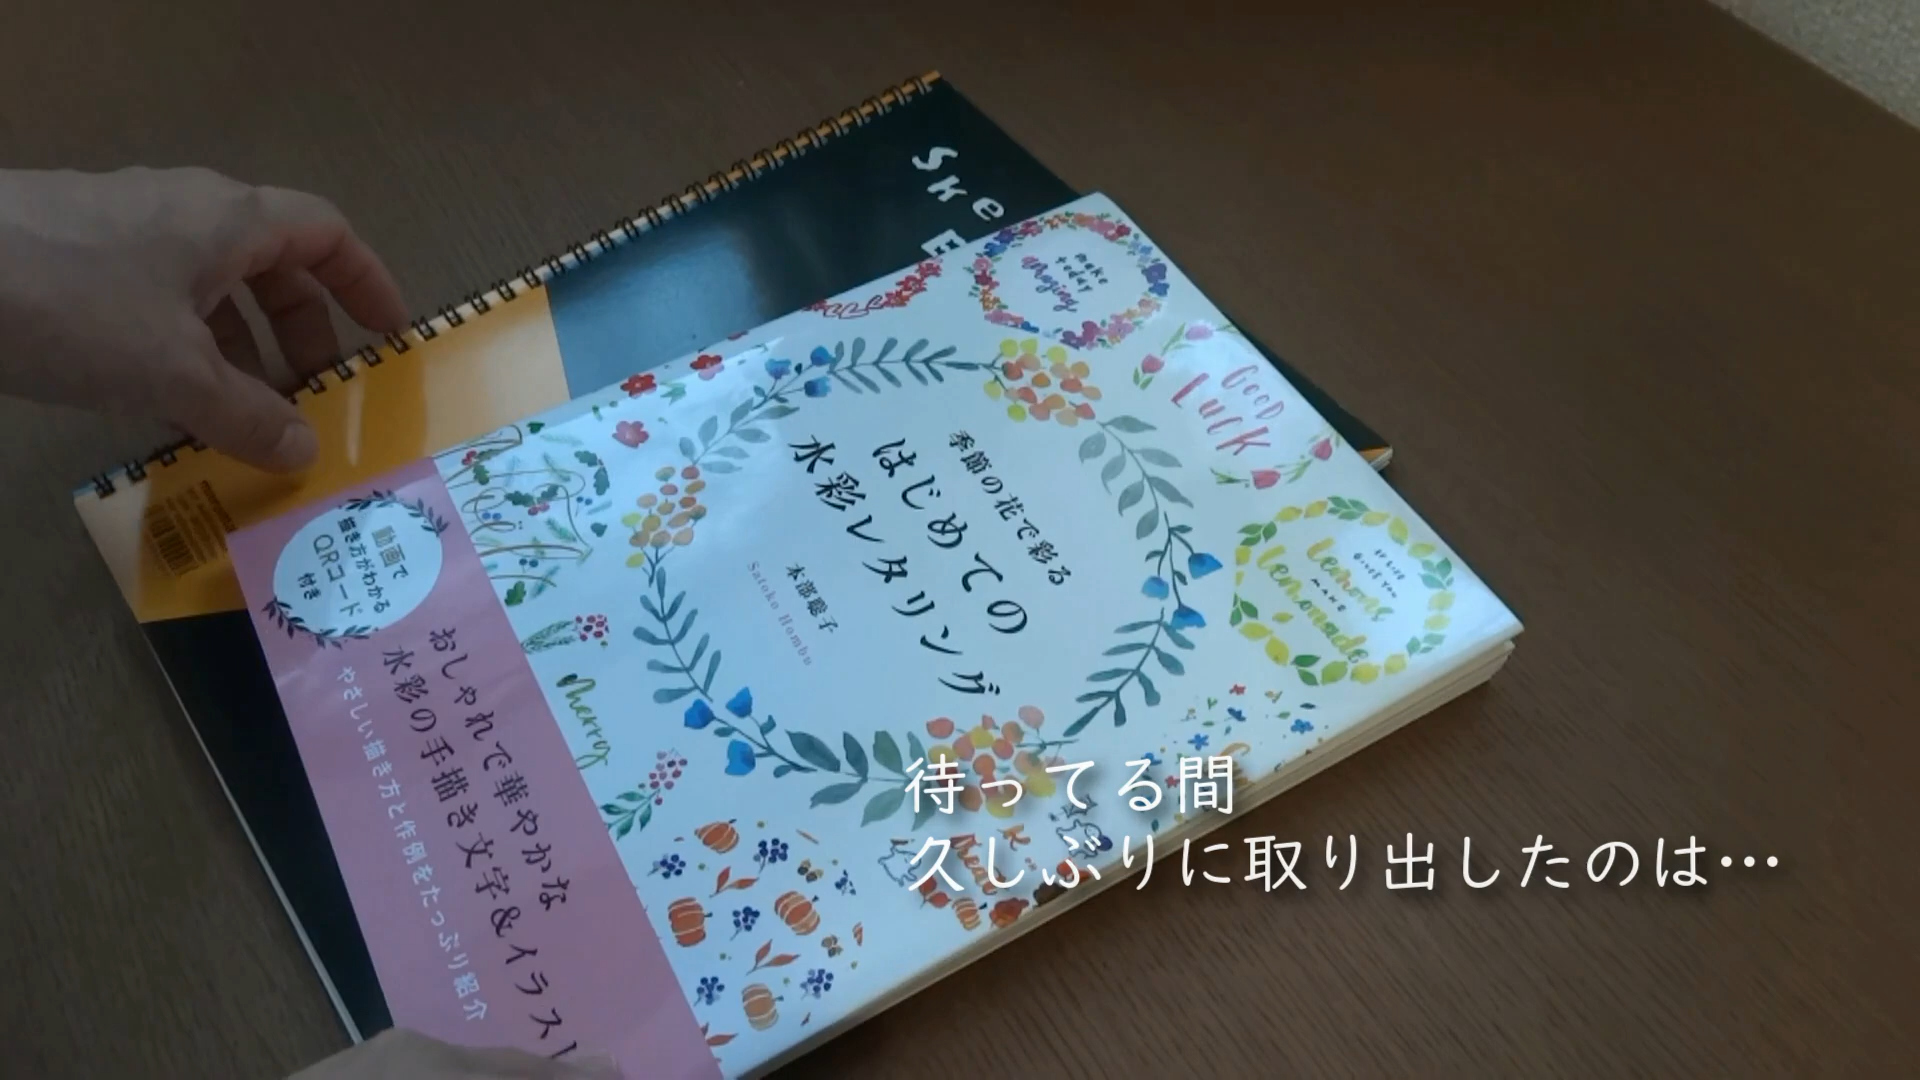 Ske
make
today
amazing
GOOD
LUCK
季節の花で彩る
はじめての
水彩レタリング
本部聡子
Satoko Hombu
lemons
make
lemonade
merry
動画で
描き方がわかる
QRコード
付き
おしゃれで華やかな
水彩の手描き文字&イラスト
やさしい描き方と作例をたっぷり紹介
待ってる間
久しぶりに取り出したのは…